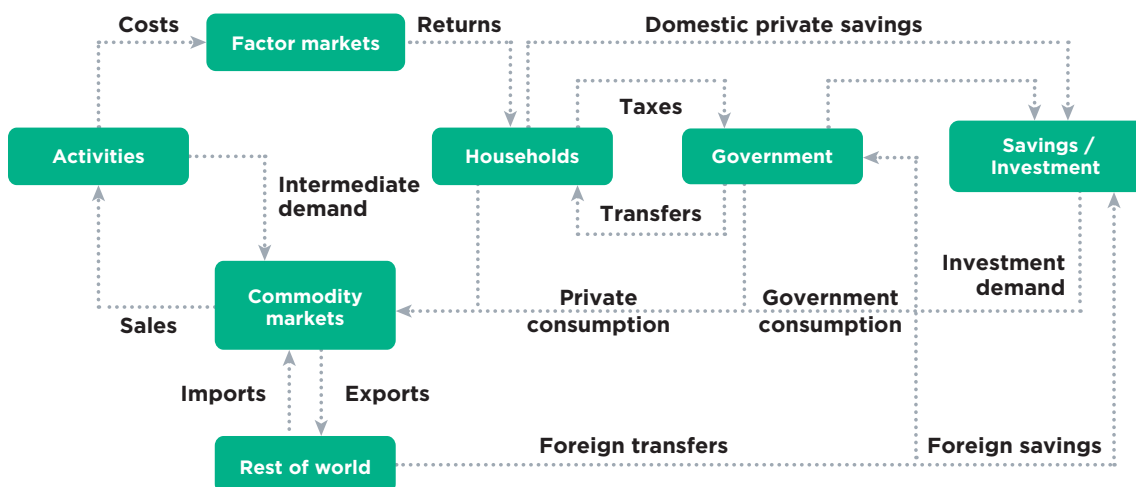 Costs
Factor markets
Returns
Domestic private savings
Taxes
Activities
Households
Government
Savings /
Investment
Intermediate
demand
Transfers
Investment
demand
Commodity
markets
Sales
Private
consumption
Government
consumption
Imports
Exports
Rest of world
Foreign transfers
Foreign savings